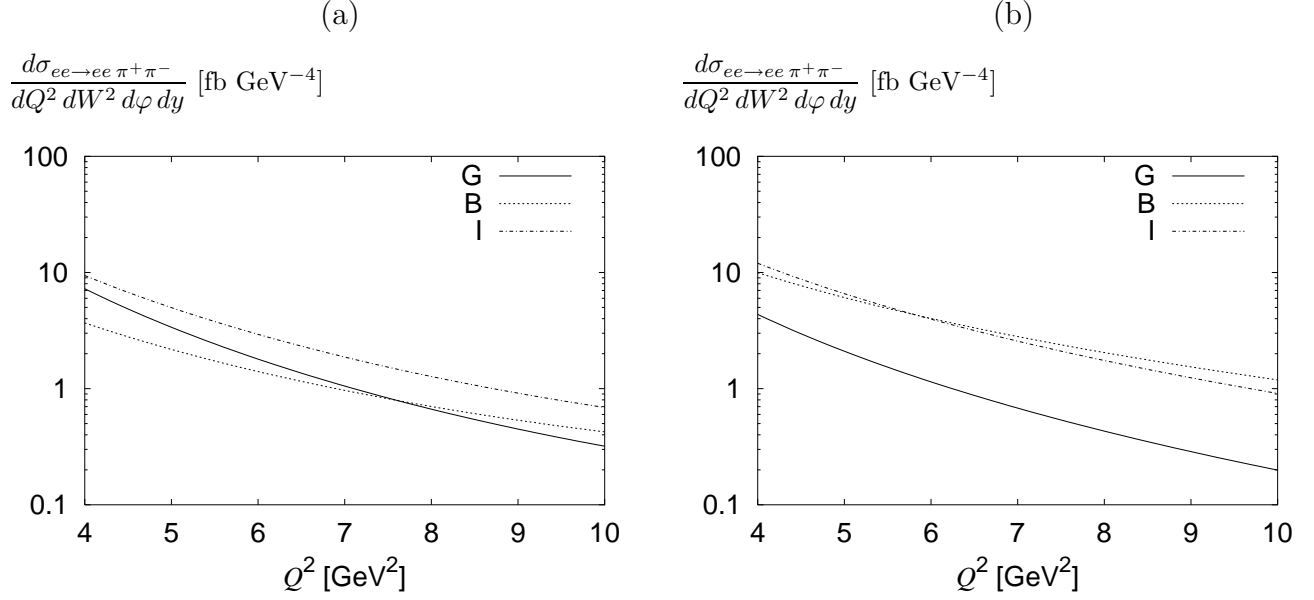 (a)
dσ_{ee→ee π⁺π⁻} / dQ² dW² dφ dy [fb GeV⁻⁴]
100
10
1
0.1
G
B
I
4 5 6 7 8 9 10
Q² [GeV²]
(b)
dσ_{ee→ee π⁺π⁻} / dQ² dW² dφ dy [fb GeV⁻⁴]
100
10
1
0.1
G
B
I
4 5 6 7 8 9 10
Q² [GeV²]